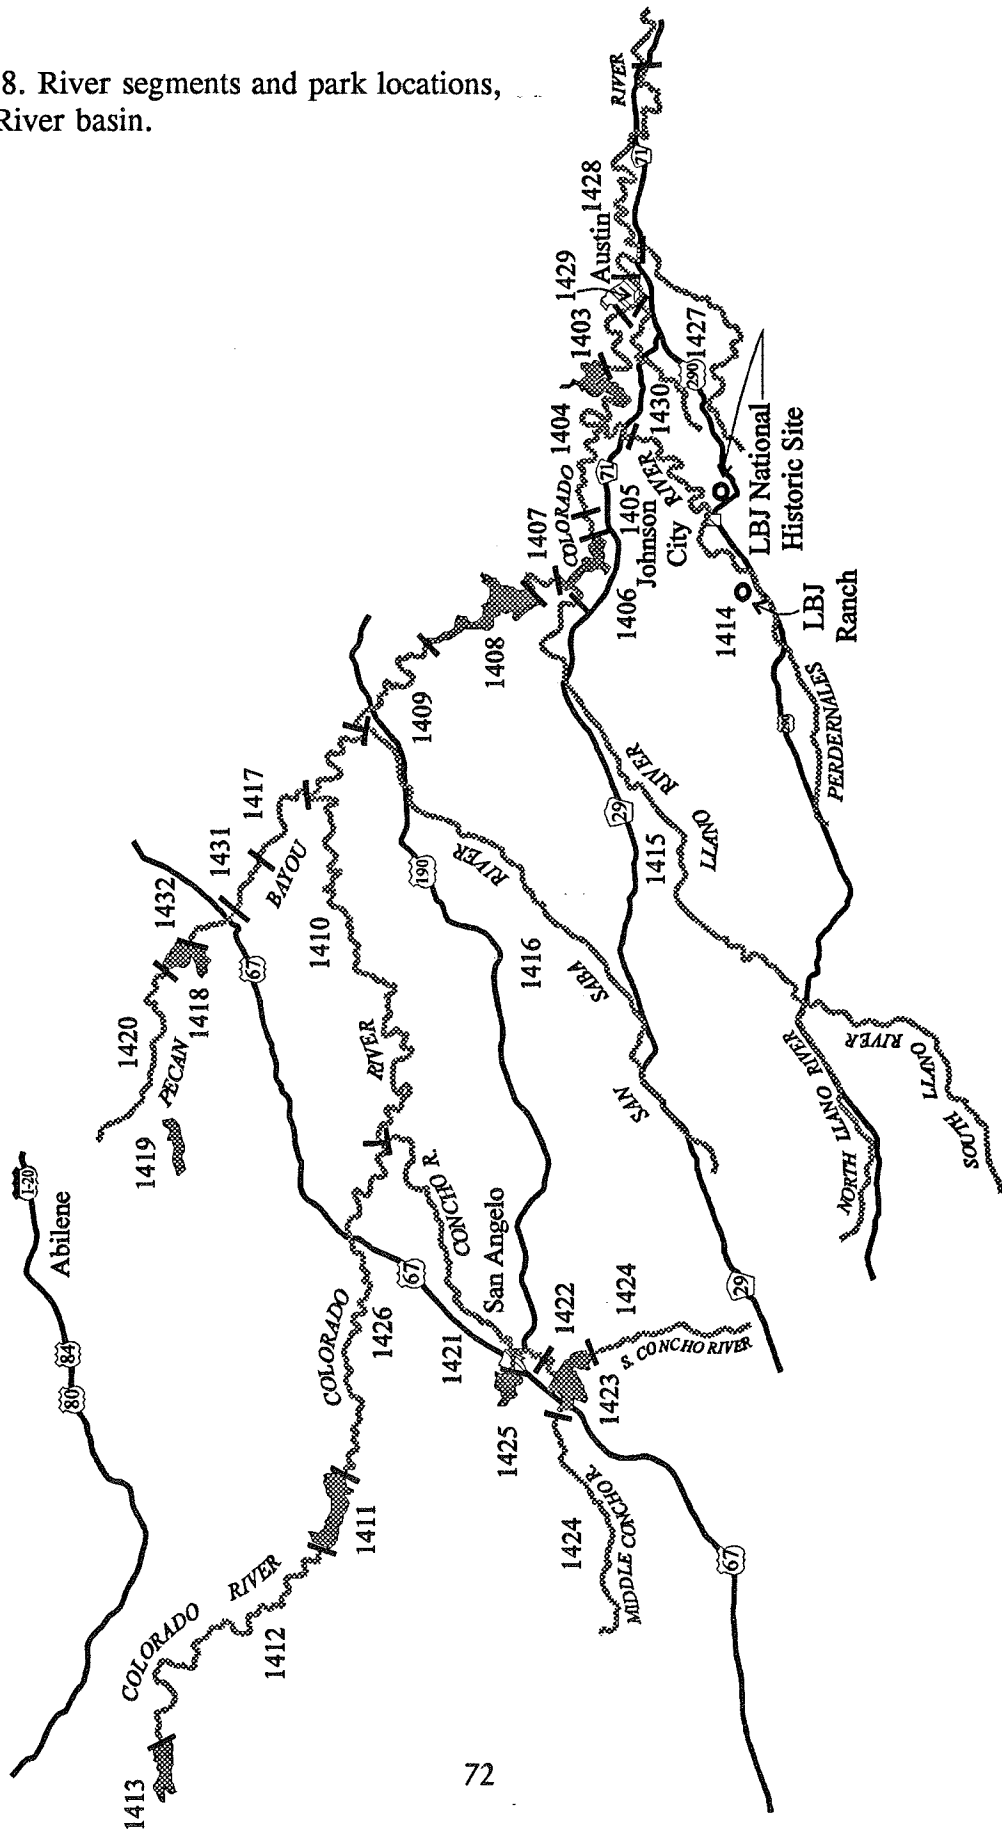 8. River segments and park locations,
River basin.
RIVER
71
1428
Austin
1429
1403
1404
1427
290
1430
LBJ National
Historic Site
COLORADO
71
RIVER
1405
Johnson
City
1407
1406
1408
1414
LBJ
Ranch
1409
PERDERNALES
1417
RIVER
29
1415
LLANO
1431
BAYOU
190
RIVER
1432
1410
1416
67
1418
SABA
1420
PECAN
RIVER
RIVER
NORTH LLANO RIVER
LLANO
SOUTH
1419
SAN
I-20
Abilene
CONCHO R.
San Angelo
67
COLORADO
1426
1421
1422
1424
29
84
80
S. CONCHO RIVER
1423
1425
1411
1424
MIDDLE CONCHO R.
RIVER
67
COLORADO
1412
1413
72